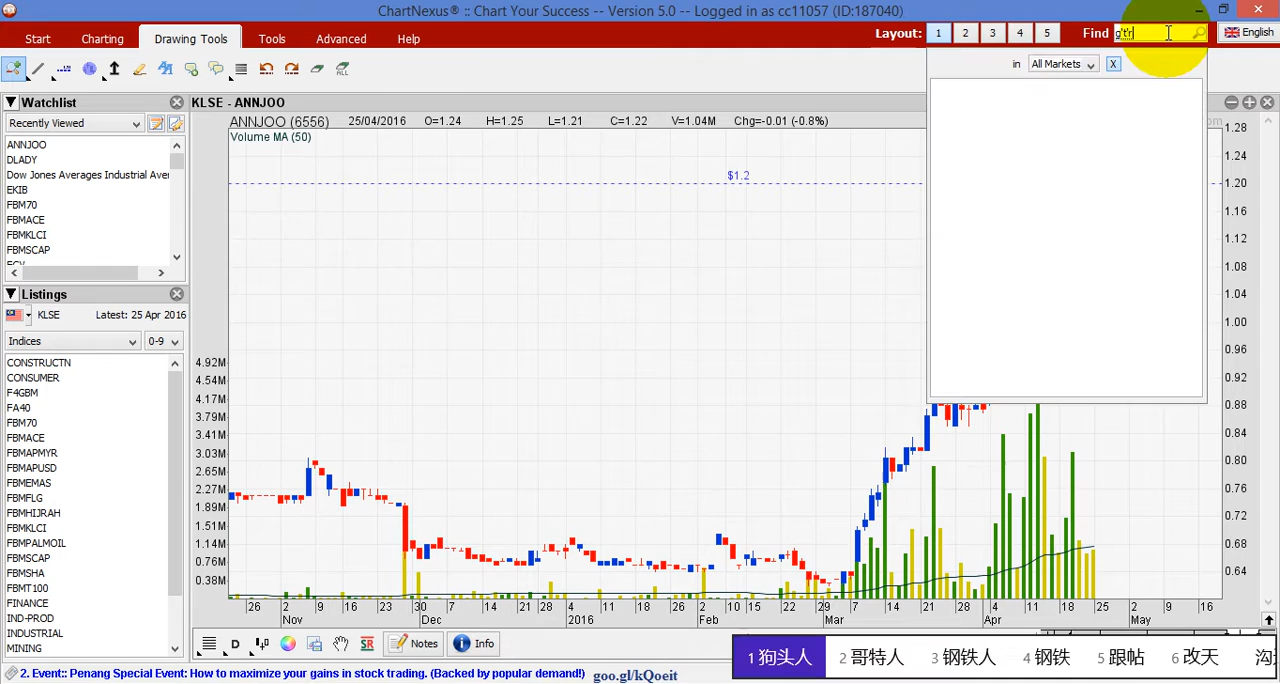 ChartNexus® :: Chart Your Success -- Version 5.0 -- Logged in as cc11057 (ID:187040)
Start Charting Drawing Tools Tools Advanced Help Layout: 1 2 3 4 5 Find g't'r English
ALL
in All Markets X
Watchlist
Recently Viewed
ANNJOO
DLADY
Dow Jones Averages Industrial Aver
EKIB
FBM70
FBMACE
FBMKLCI
FBMSCAP
Listings
KLSE Latest: 25 Apr 2016
Indices 0-9
CONSTRUCTN
CONSUMER
F4GBM
FA40
FBM70
FBMACE
FBMAPMYR
FBMAPUSD
FBMEMAS
FBMFLG
FBMHIJRAH
FBMKLCI
FBMPALMOIL
FBMSCAP
FBMSHA
FBMT100
FINANCE
IND-PROD
INDUSTRIAL
MINING
KLSE - ANNJOO
ANNJOO (6556) 25/04/2016 O=1.24 H=1.25 L=1.21 C=1.22 V=1.04M Chg=-0.01 (-0.8%)
Volume MA (50)
$1.2
1.28
1.24
1.20
1.16
1.12
1.08
1.04
1.00
0.96
0.92
0.88
0.84
0.80
0.76
0.72
0.68
0.64
4.92M
4.54M
4.17M
3.79M
3.41M
3.03M
2.65M
2.27M
1.89M
1.51M
1.14M
0.76M
0.38M
26 2 9 16 23 30 7 14 21 28 4 11 18 26 2 10 15 22 29 7 14 21 28 4 11 18 25 2 9 16
Nov Dec 2016 Feb Mar Apr May
D SR Notes Info
1 狗头人 2 哥特人 3 钢铁人 4 钢铁 5 跟帖 6 改天 沟
2. Event:: Penang Special Event: How to maximize your gains in stock trading. (Backed by popular demand!) goo.gl/kQoeit